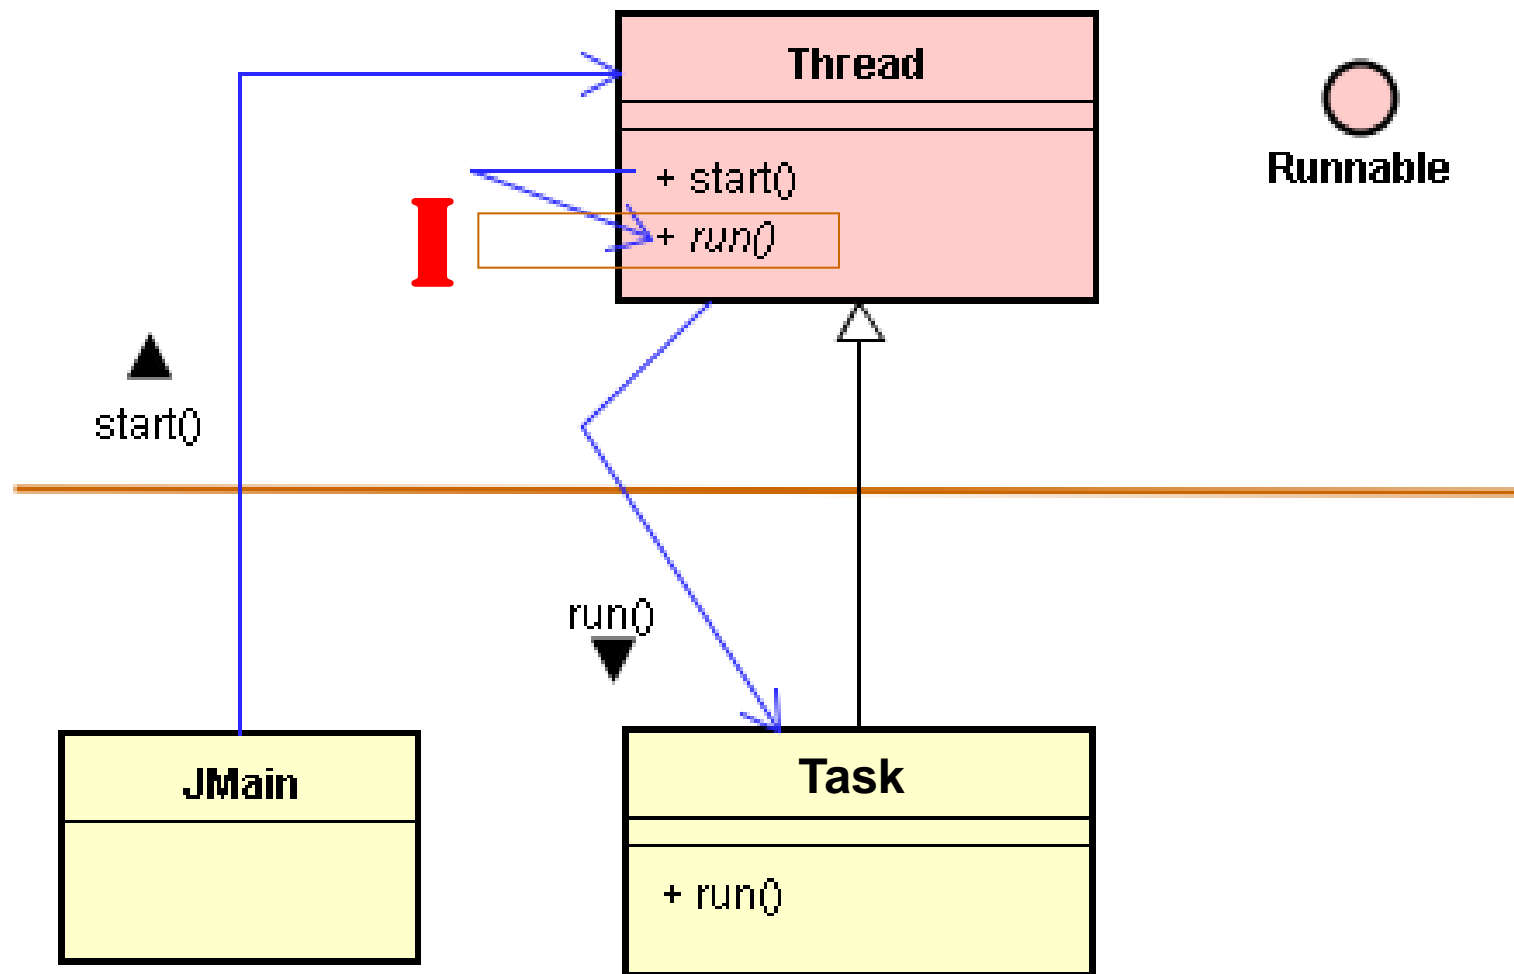 Thread
Runnable
+ start()
I
+ run()
start()
run()
JMain
Task
+ run()